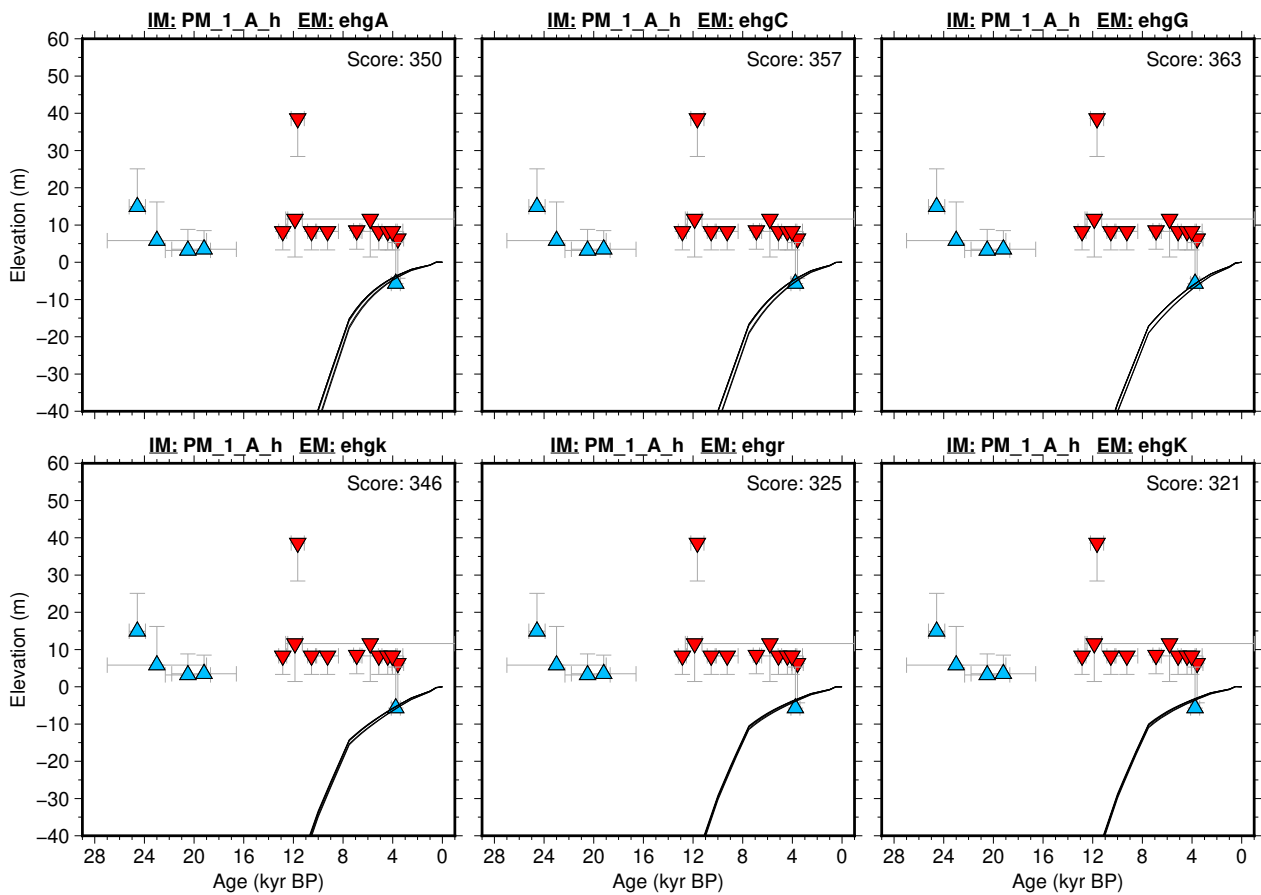 IM: PM_1_A_h EM: ehgA
IM: PM_1_A_h EM: ehgC
IM: PM_1_A_h EM: ehgG
Score: 350
Score: 357
Score: 363
60
50
40
30
20
10
0
−10
−20
−30
−40
Elevation (m)
IM: PM_1_A_h EM: ehgk
IM: PM_1_A_h EM: ehgr
IM: PM_1_A_h EM: ehgK
Score: 346
Score: 325
Score: 321
60
50
40
30
20
10
0
−10
−20
−30
−40
Elevation (m)
28 24 20 16 12 8 4 0
28 24 20 16 12 8 4 0
28 24 20 16 12 8 4 0
Age (kyr BP)
Age (kyr BP)
Age (kyr BP)